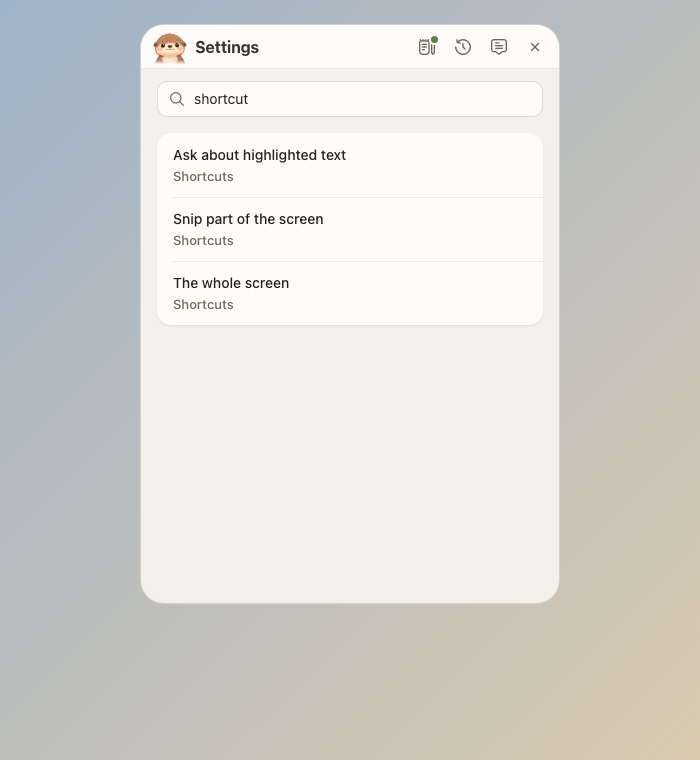 Settings
shortcut
Ask about highlighted text
Shortcuts
Snip part of the screen
Shortcuts
The whole screen
Shortcuts